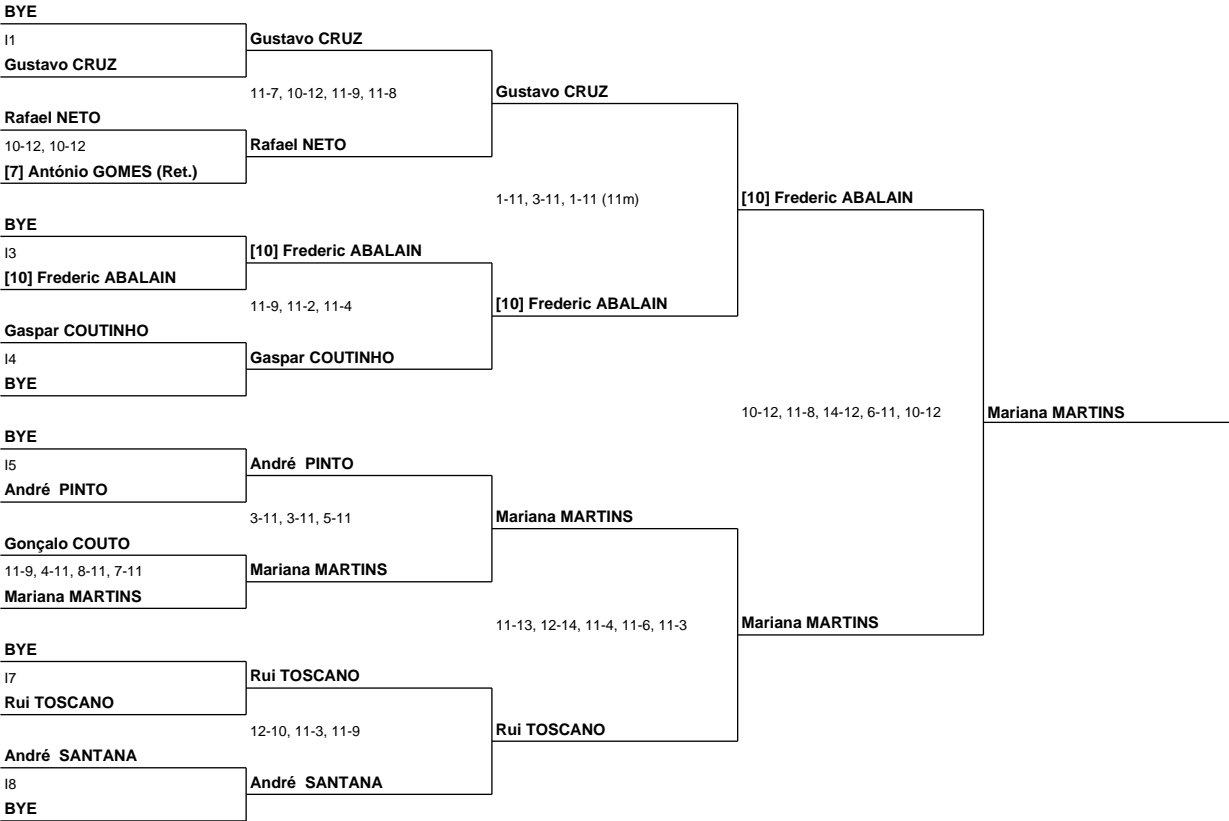 BYE
I1
Gustavo CRUZ
Gustavo CRUZ
11-7, 10-12, 11-9, 11-8
Gustavo CRUZ
Rafael NETO
10-12, 10-12
Rafael NETO
[7] António GOMES (Ret.)
1-11, 3-11, 1-11 (11m)
[10] Frederic ABALAIN
BYE
I3
[10] Frederic ABALAIN
[10] Frederic ABALAIN
11-9, 11-2, 11-4
[10] Frederic ABALAIN
Gaspar COUTINHO
I4
Gaspar COUTINHO
BYE
10-12, 11-8, 14-12, 6-11, 10-12
Mariana MARTINS
BYE
I5
André  PINTO
André  PINTO
3-11, 3-11, 5-11
Mariana MARTINS
Gonçalo COUTO
11-9, 4-11, 8-11, 7-11
Mariana MARTINS
Mariana MARTINS
11-13, 12-14, 11-4, 11-6, 11-3
Mariana MARTINS
BYE
I7
Rui TOSCANO
Rui TOSCANO
12-10, 11-3, 11-9
Rui TOSCANO
André  SANTANA
I8
André  SANTANA
BYE